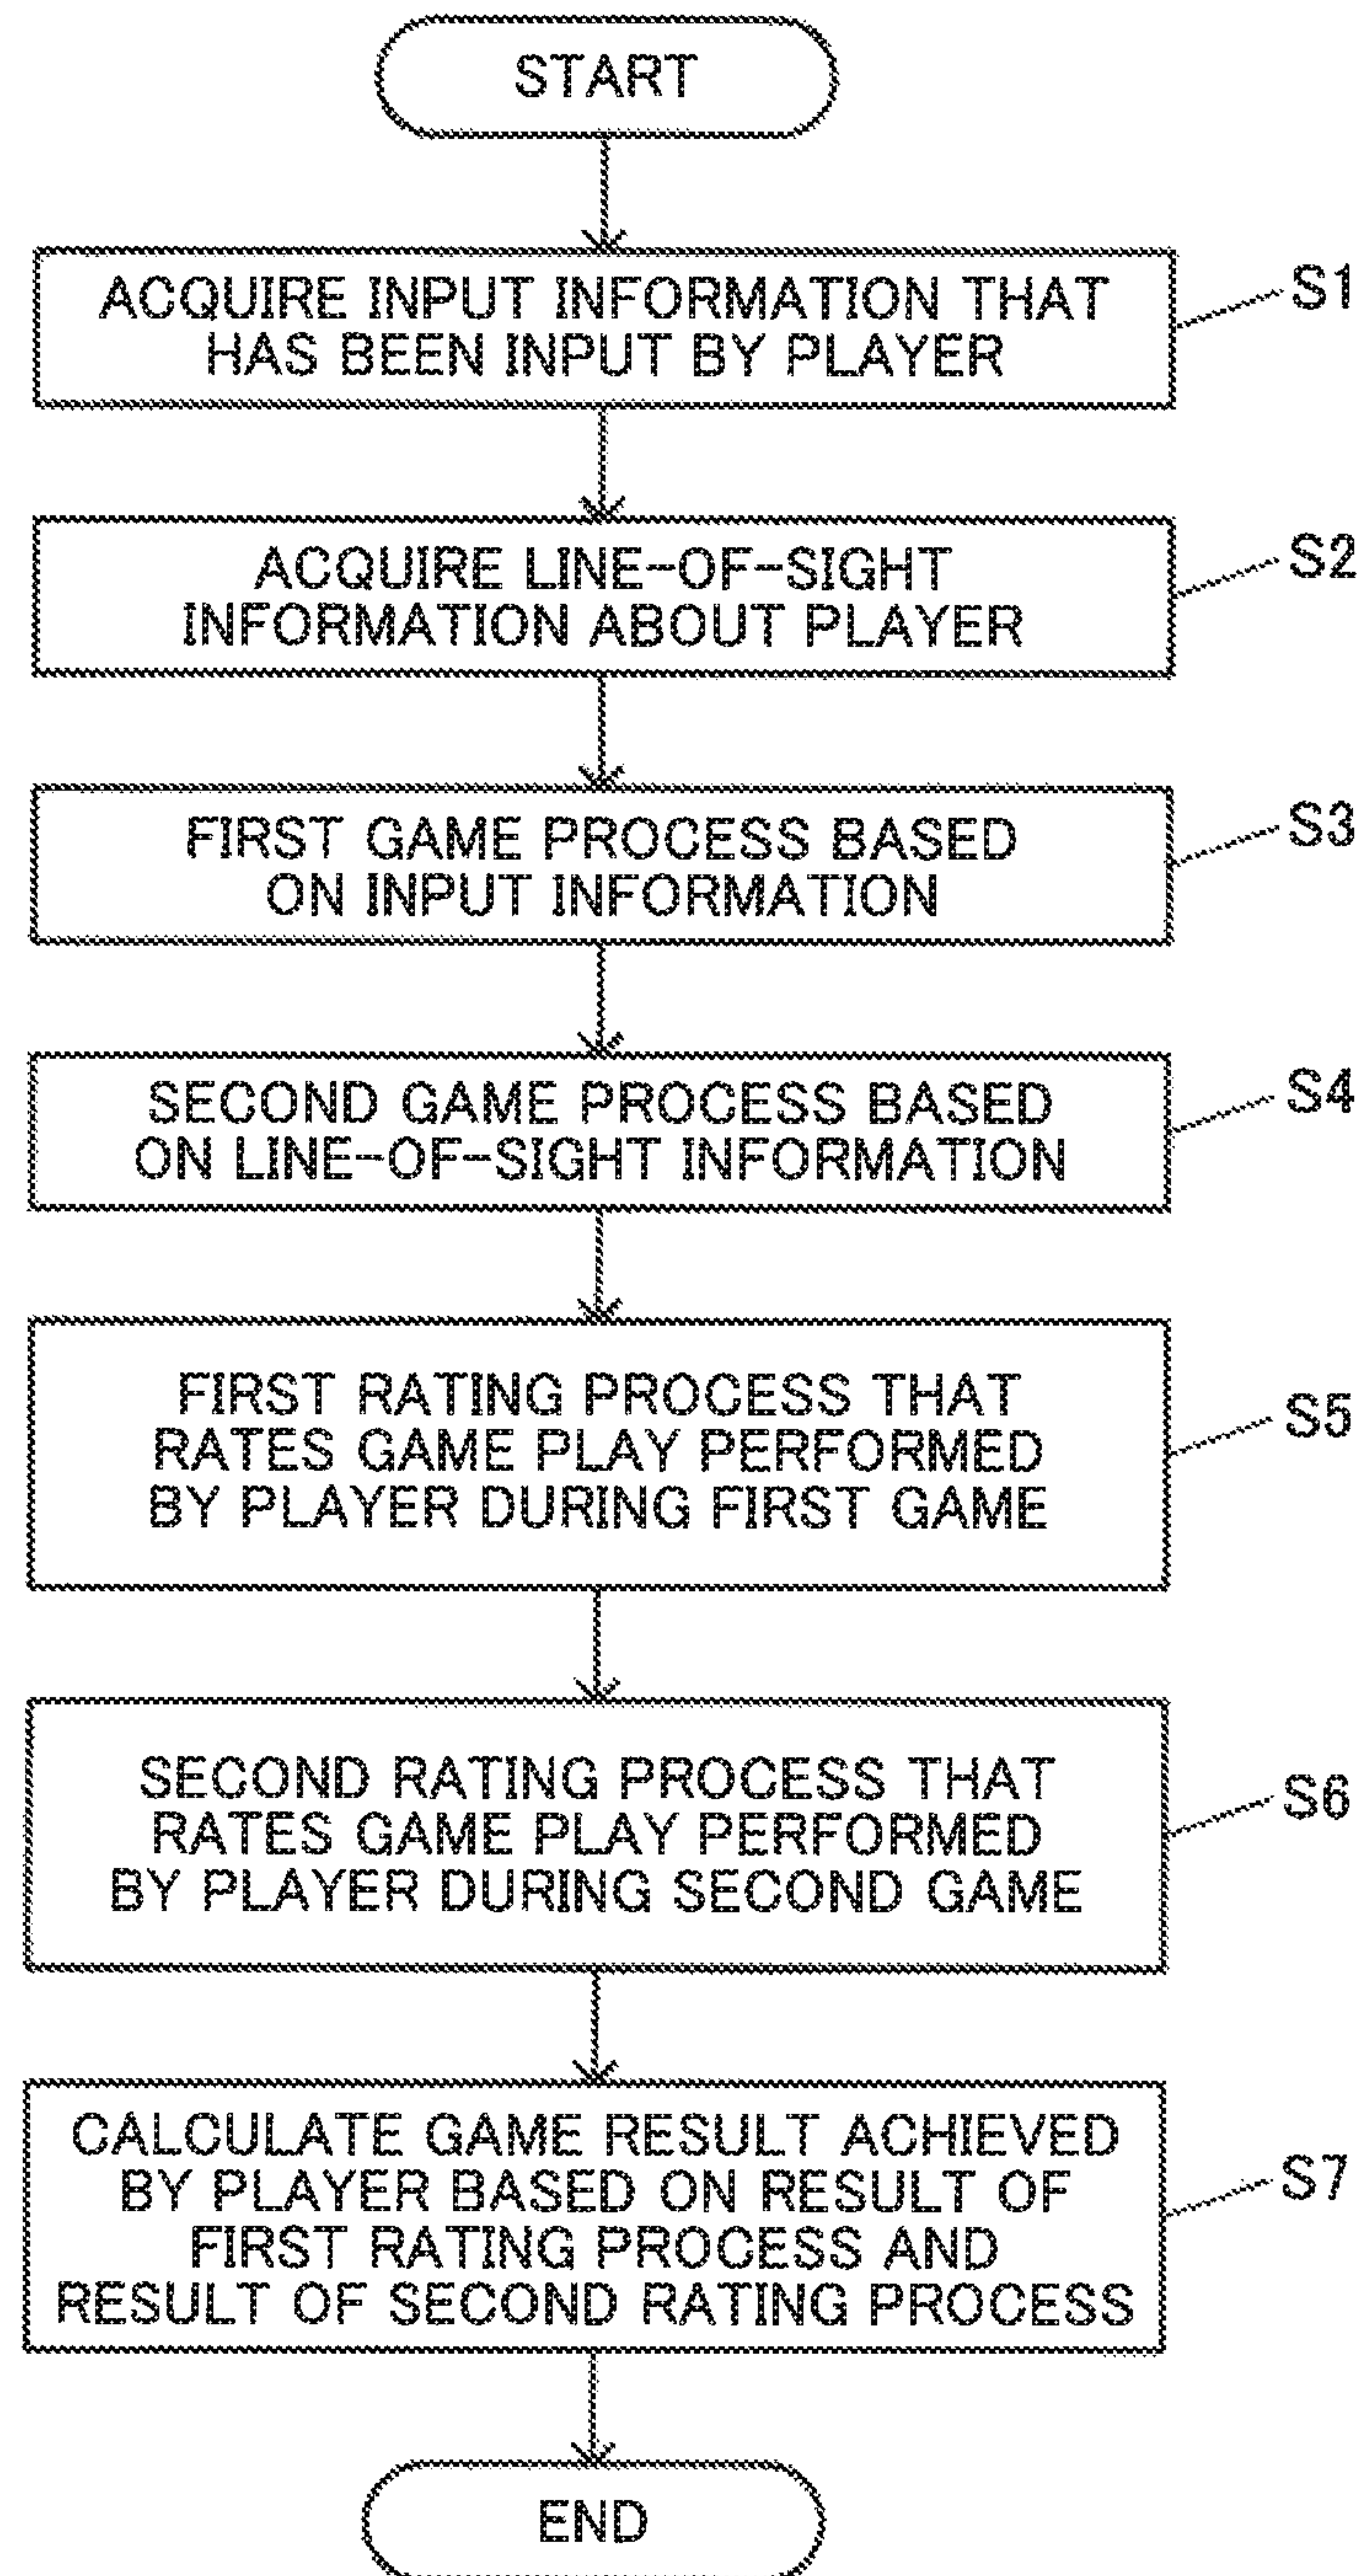 START
ACQUIRE INPUT INFORMATION THAT
HAS BEEN INPUT BY PLAYER
S1
ACQUIRE LINE-OF-SIGHT
INFORMATION ABOUT PLAYER
S2
FIRST GAME PROCESS BASED
ON INPUT INFORMATION
S3
SECOND GAME PROCESS BASED
ON LINE-OF-SIGHT INFORMATION
S4
FIRST RATING PROCESS THAT
RATES GAME PLAY PERFORMED
BY PLAYER DURING FIRST GAME
S5
SECOND RATING PROCESS THAT
RATES GAME PLAY PERFORMED
BY PLAYER DURING SECOND GAME
S6
CALCULATE GAME RESULT ACHIEVED
BY PLAYER BASED ON RESULT OF
FIRST RATING PROCESS AND
RESULT OF SECOND RATING PROCESS
S7
END